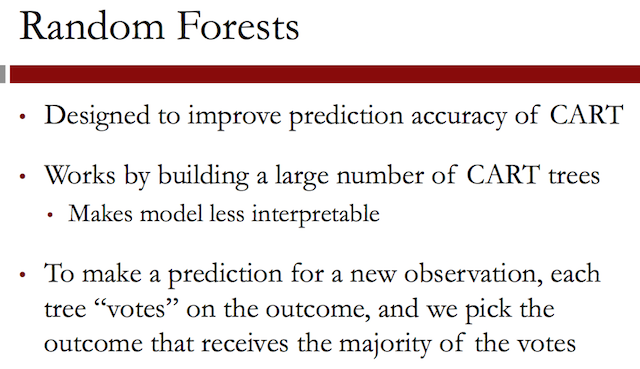 Random Forests
• Designed to improve prediction accuracy of CART
• Works by building a large number of CART trees
• Makes model less interpretable
• To make a prediction for a new observation, each
tree “votes” on the outcome, and we pick the
outcome that receives the majority of the votes